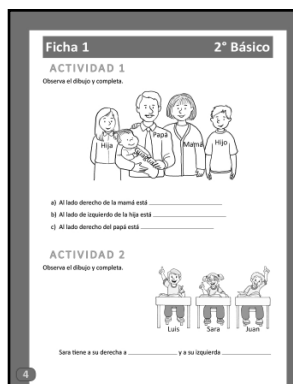 Ficha 1 2° Básico
ACTIVIDAD 1
Observa el dibujo y completa.
Hija
Papá
Mamá
Hijo
a) Al lado derecho de la mamá está
b) Al lado de izquierdo de la hija está
c) Al lado derecho del papá está
ACTIVIDAD 2
Observa el dibujo y completa.
Luis Sara Juan
Sara tiene a su derecha a y a su izquierda
4